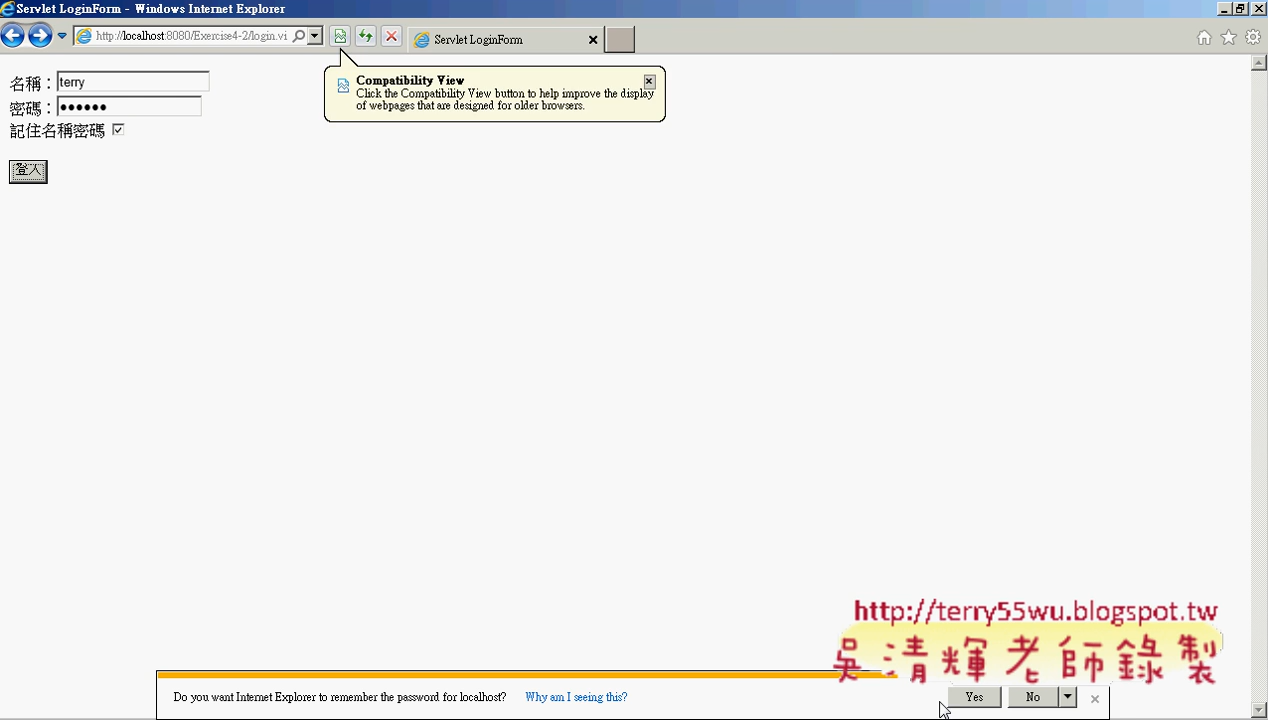 Servlet LoginForm - Windows Internet Explorer
http://localhost:8080/Exercise4-2/login.vi
Servlet LoginForm
名稱：terry
密碼：●●●●●●
記住名稱密碼
登入
Compatibility View
Click the Compatibility View button to help improve the display
of webpages that are designed for older browsers.
http://terry55wu.blogspot.tw
吳清輝老師錄製
Do you want Internet Explorer to remember the password for localhost? Why am I seeing this? Yes No